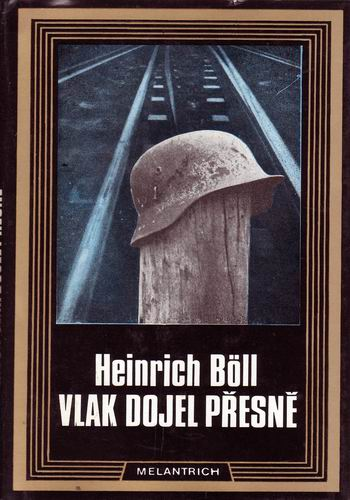 Heinrich Böll
VLAK DOJEL PŘESNĚ
MELANTRICH